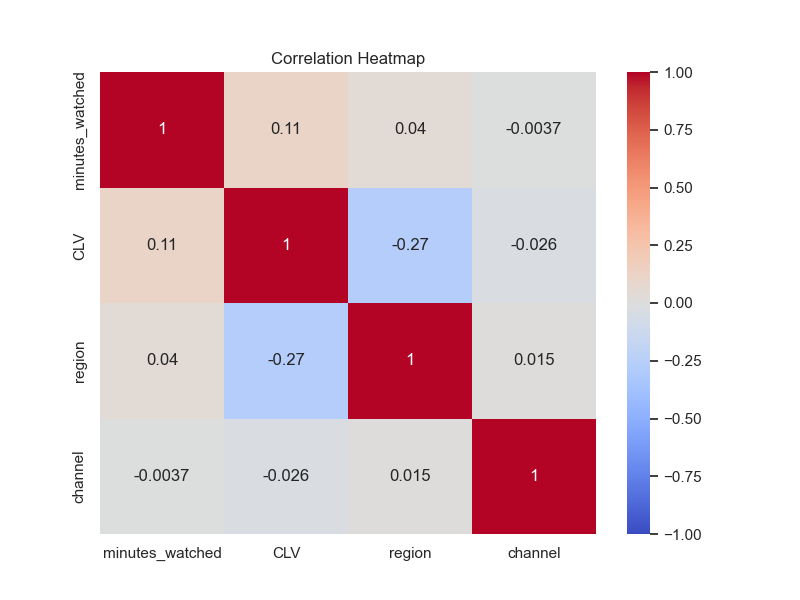 Correlation Heatmap
minutes_watched
1
0.11
0.04
-0.0037
1.00
0.75
0.50
CLV
0.11
1
-0.27
-0.026
0.25
0.00
region
0.04
-0.27
1
0.015
−0.25
−0.50
channel
-0.0037
-0.026
0.015
1
−0.75
−1.00
minutes_watched
CLV
region
channel